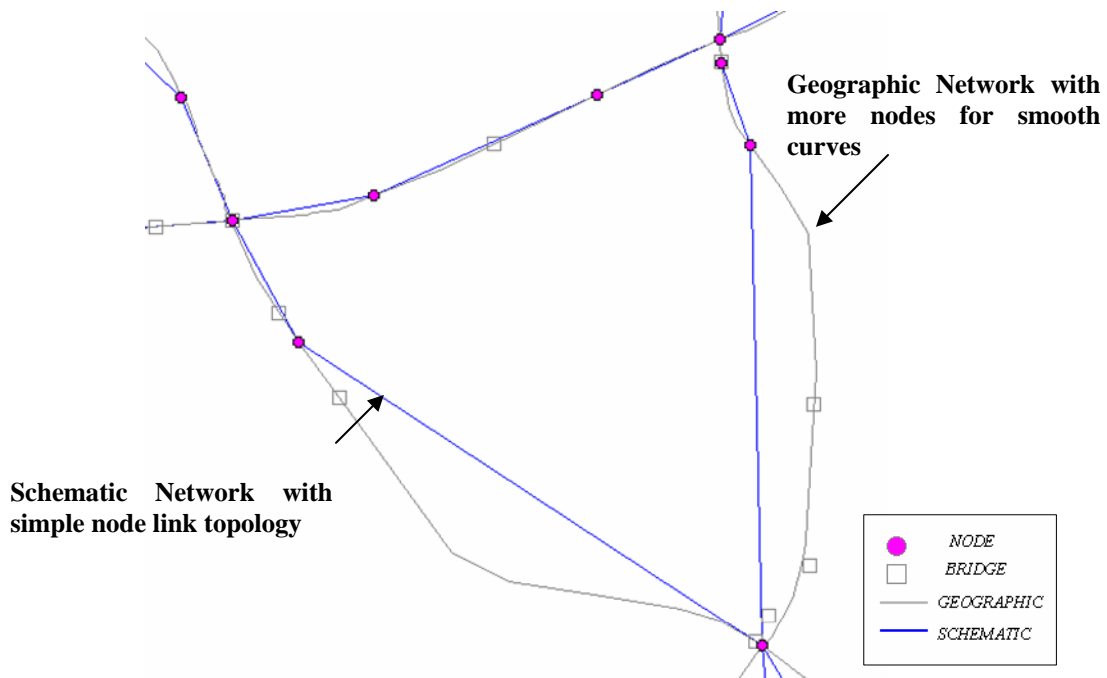 Geographic Network with
more nodes for smooth
curves
Schematic Network with
simple node link topology
NODE
BRIDGE
GEOGRAPHIC
SCHEMATIC